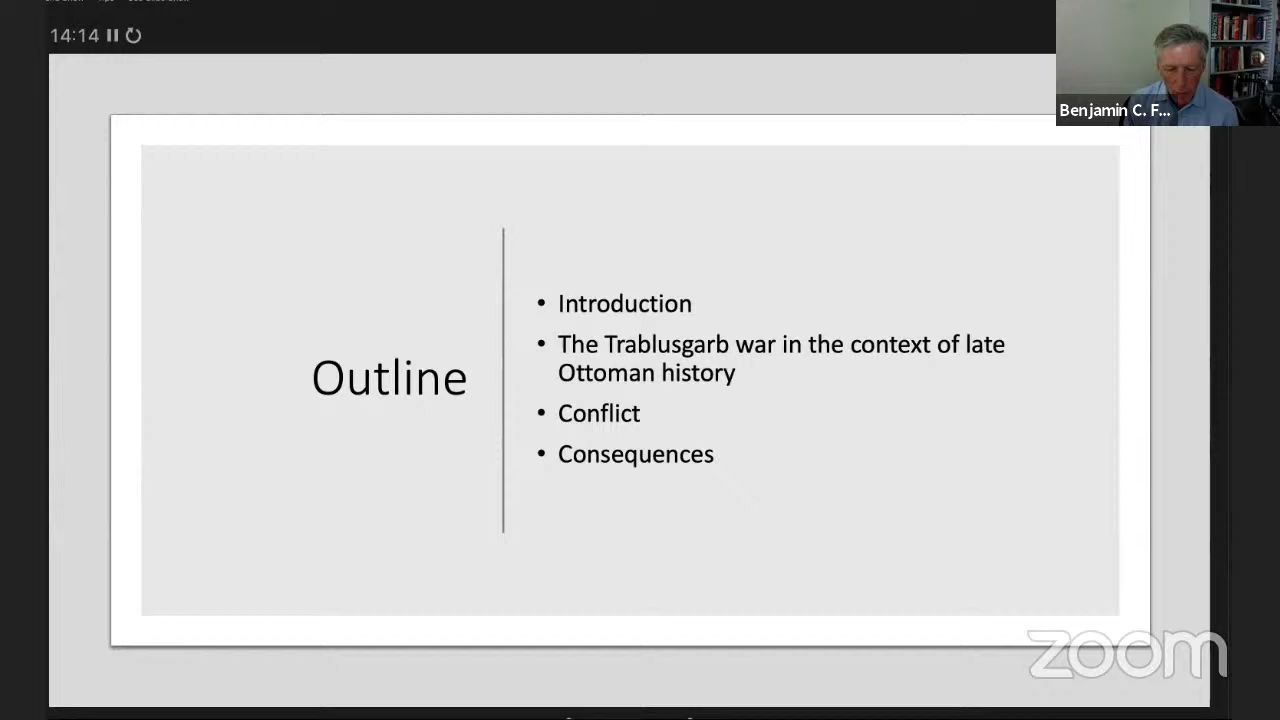 14:14
Benjamin C. F...
Outline
• Introduction
• The Trablusgarb war in the context of late
Ottoman history
• Conflict
• Consequences
zoom